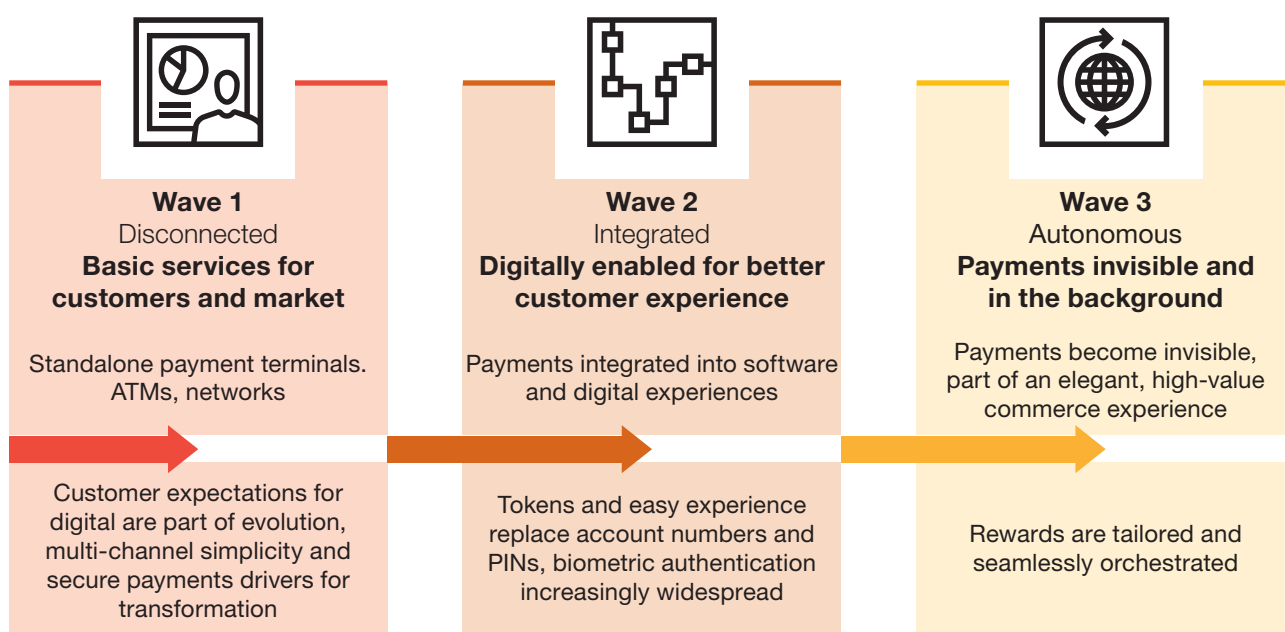 Wave 1
Disconnected
Basic services for
customers and market
Standalone payment terminals.
ATMs, networks
Customer expectations for
digital are part of evolution,
multi-channel simplicity and
secure payments drivers for
transformation
Wave 2
Integrated
Digitally enabled for better
customer experience
Payments integrated into software
and digital experiences
Tokens and easy experience
replace account numbers and
PINs, biometric authentication
increasingly widespread
Wave 3
Autonomous
Payments invisible and
in the background
Payments become invisible,
part of an elegant, high-value
commerce experience
Rewards are tailored and
seamlessly orchestrated